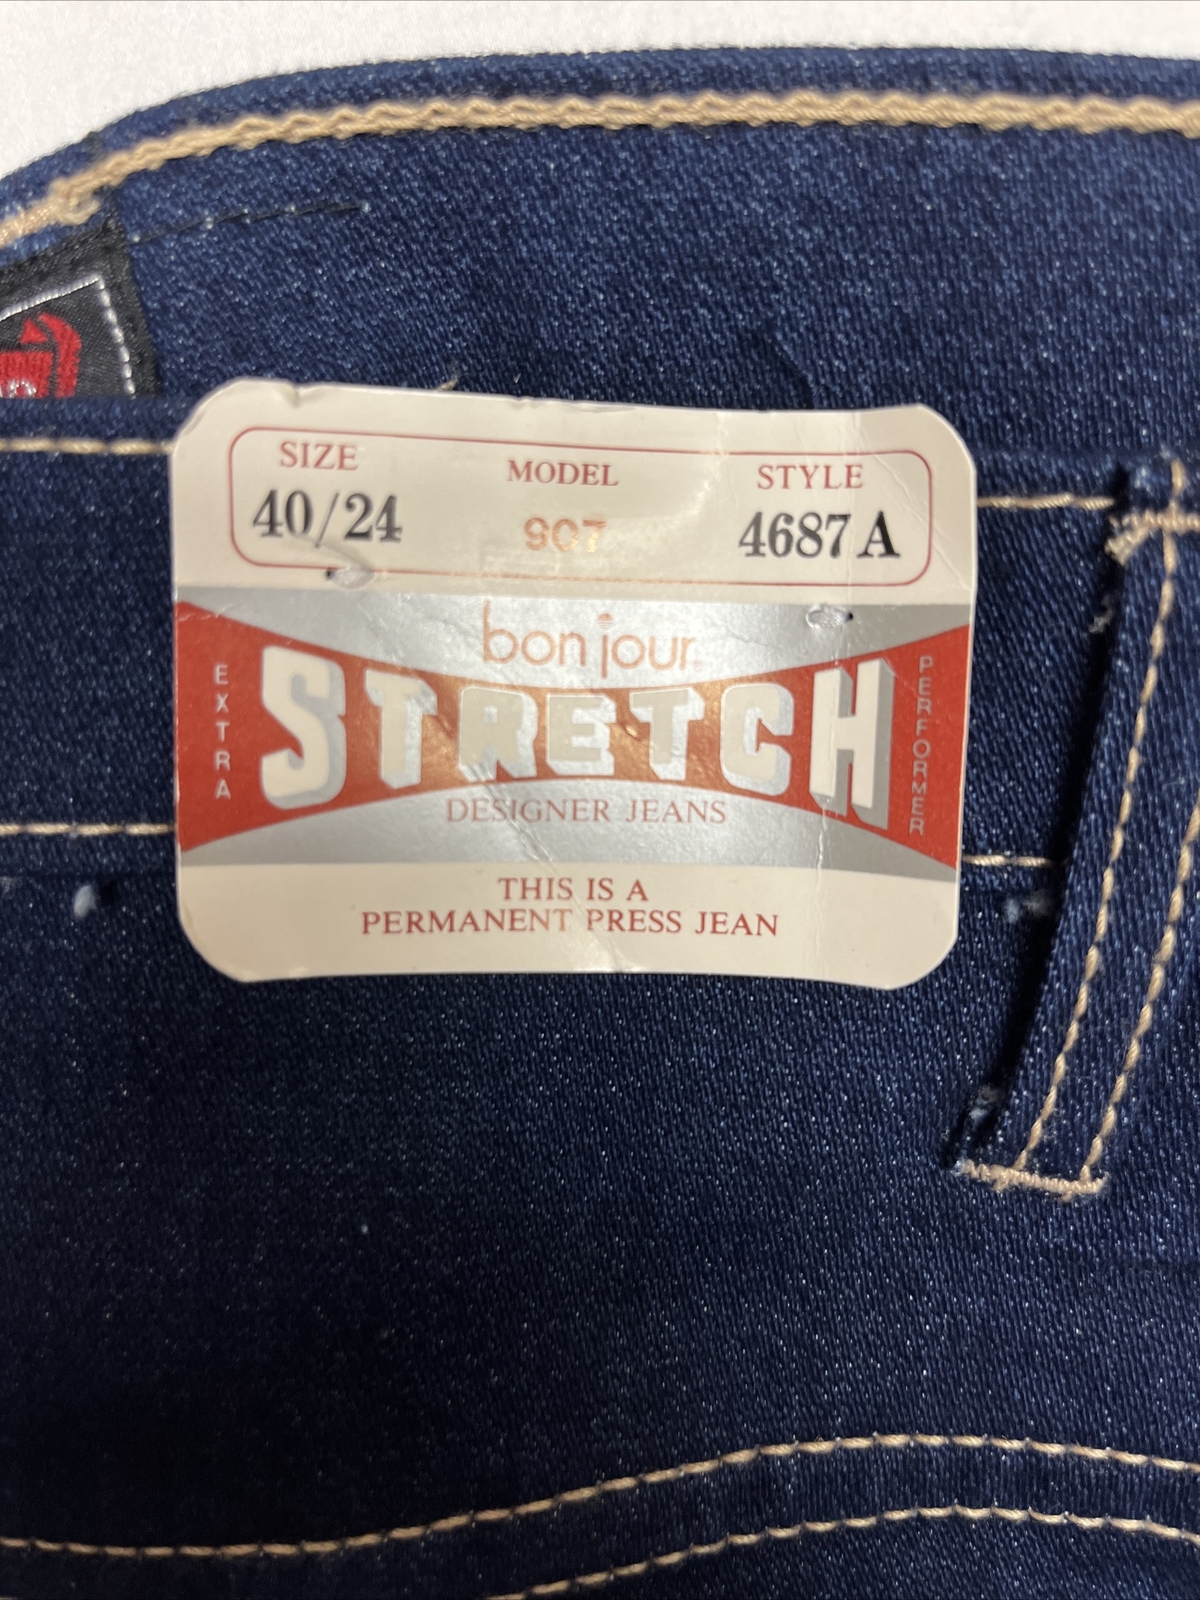 SIZE MODEL STYLE
40/24 907 4687 A
bon jour
EXTRA STRETCH PERFORMER
DESIGNER JEANS
THIS IS A
PERMANENT PRESS JEAN